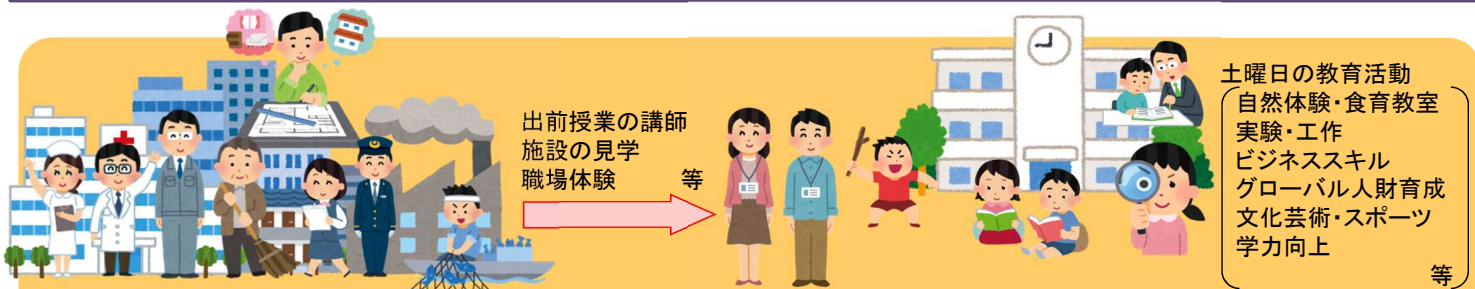 出前授業の講師
施設の見学
職場体験　　等
土曜日の教育活動
自然体験・食育教室
実験・工作
ビジネススキル
グローバル人財育成
文化芸術・スポーツ
学力向上
等